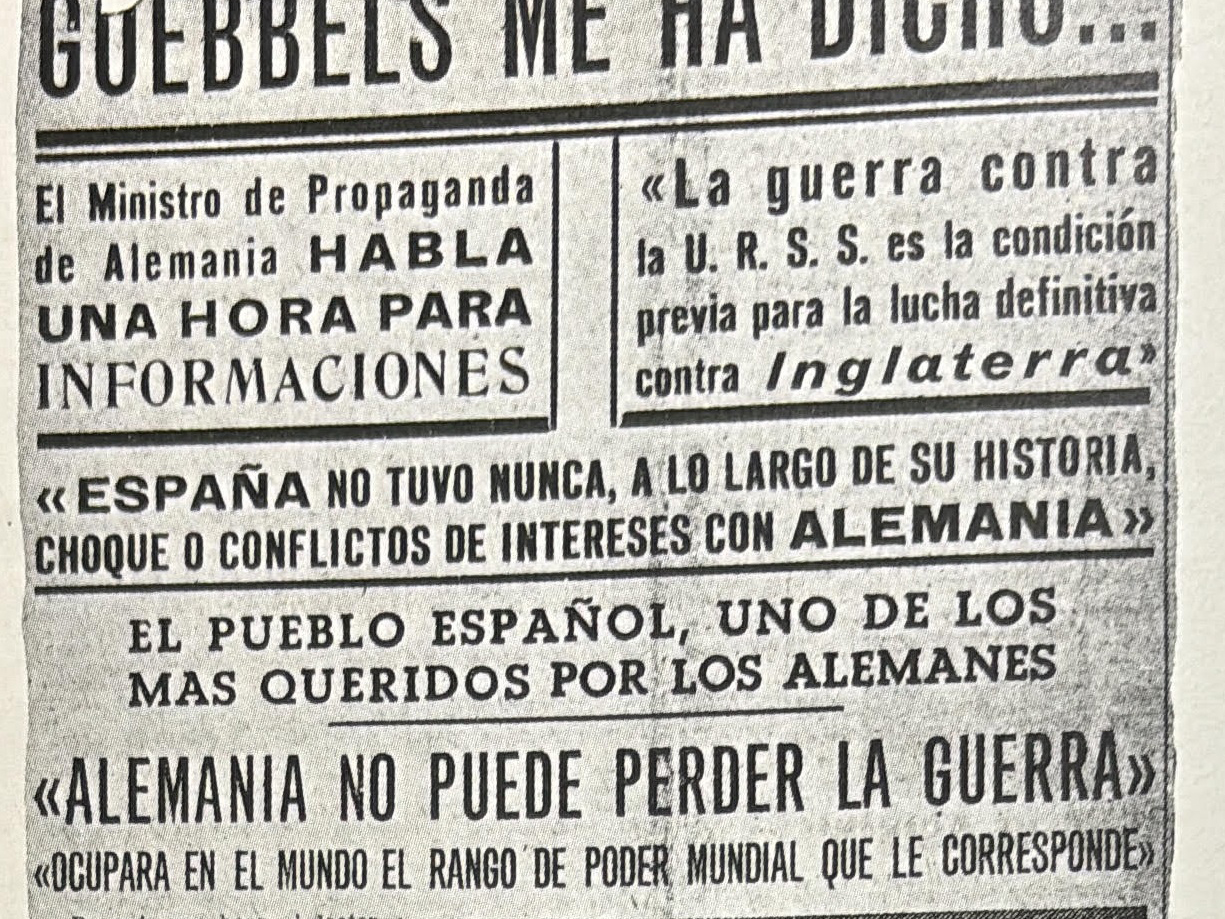 GOEBBELS ME HA DICHO...
El Ministro de Propaganda
de Alemania HABLA
UNA HORA PARA
INFORMACIONES
«La guerra contra
la U. R. S. S. es la condición
previa para la lucha definitiva
contra Inglaterra»
«ESPAÑA NO TUVO NUNCA, A LO LARGO DE SU HISTORIA,
CHOQUE O CONFLICTOS DE INTERESES CON ALEMANIA»
EL PUEBLO ESPAÑOL, UNO DE LOS
MAS QUERIDOS POR LOS ALEMANES
«ALEMANIA NO PUEDE PERDER LA GUERRA»
«OCUPARA EN EL MUNDO EL RANGO DE PODER MUNDIAL QUE LE CORRESPONDE»